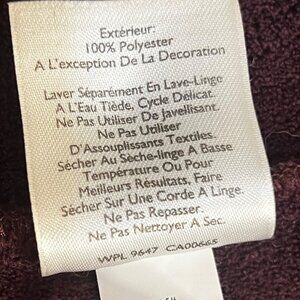 Extérieur:
100% Polyester
A L'exception De La Decoration
Laver Séparément En Lave-Linge
A L'Eau Tiède, Cycle Délicat.
Ne Pas Utiliser De Javellisant.
Ne Pas Utiliser
D'Assouplissants Textiles.
Sécher Au Sèche-linge A Basse
Température Ou Pour
Meilleurs Résultats, Faire
Sécher Sur Une Corde A Linge.
Ne Pas Repasser.
Ne Pas Nettoyer A Sec.
WPL 9647 CA00665